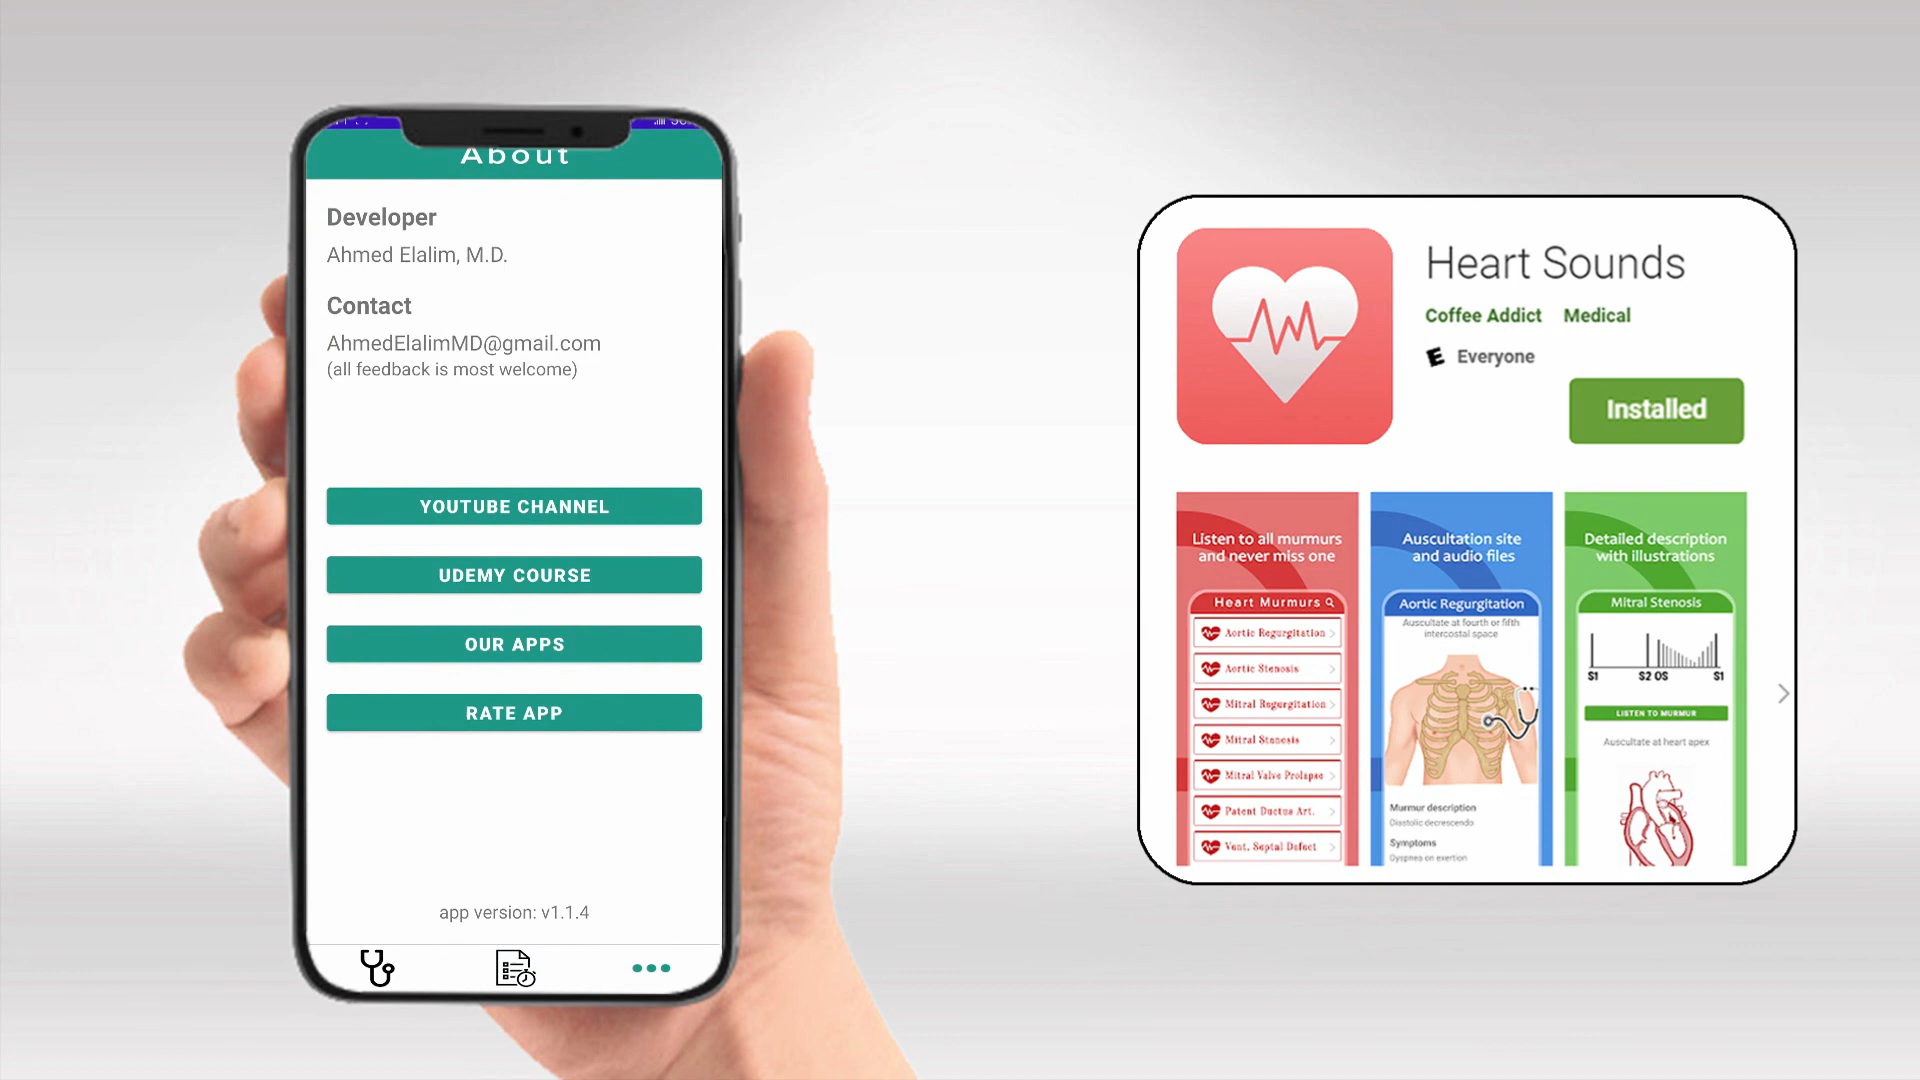 About
Developer
Ahmed Elalim, M.D.
Contact
AhmedElalimMD@gmail.com
(all feedback is most welcome)
YOUTUBE CHANNEL
UDEMY COURSE
OUR APPS
RATE APP
app version: v1.1.4
Heart Sounds
Coffee Addict Medical
E Everyone
Installed
Listen to all murmurs
and never miss one
Heart Murmurs
Aortic Regurgitation
Aortic Stenosis
Mitral Regurgitation
Mitral Stenosis
Mitral Valve Prolapse
Patent Ductus Art.
Vent. Septal Defect
Auscultation site
and audio files
Aortic Regurgitation
Auscultate at fourth or fifth
intercostal space
Murmur description
Diastolic decrescendo
Symptoms
Dyspnea on exertion
Detailed description
with illustrations
Mitral Stenosis
S1 S2 OS S1
LISTEN TO MURMUR
Auscultate at heart apex